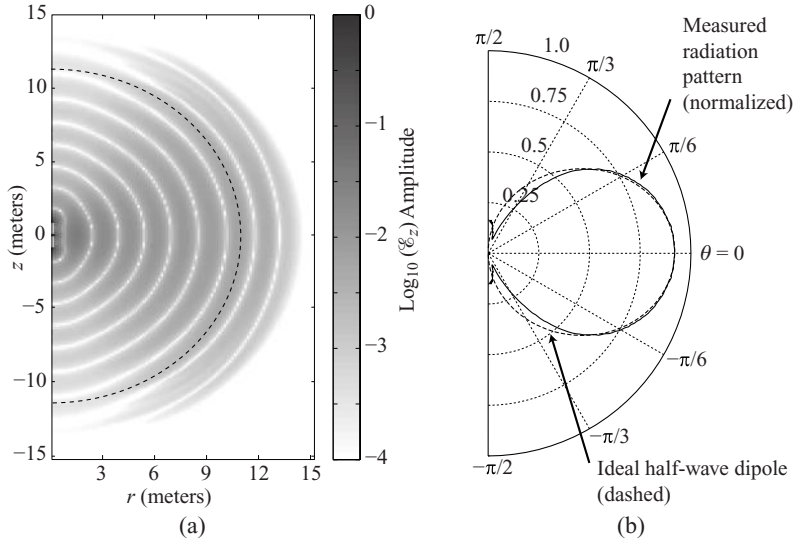 15
10
5
0
−5
−10
−15
z (meters)
3
6
9
12
15.2
r (meters)
(a)
0
−1
−2
−3
−4
Log10 (ℰz) Amplitude
Measured
radiation
pattern
(normalized)
π/2
1.0
π/3
0.75
π/6
0.5
0.25
θ = 0
−π/6
−π/3
−π/2
Ideal half-wave dipole
(dashed)
(b)